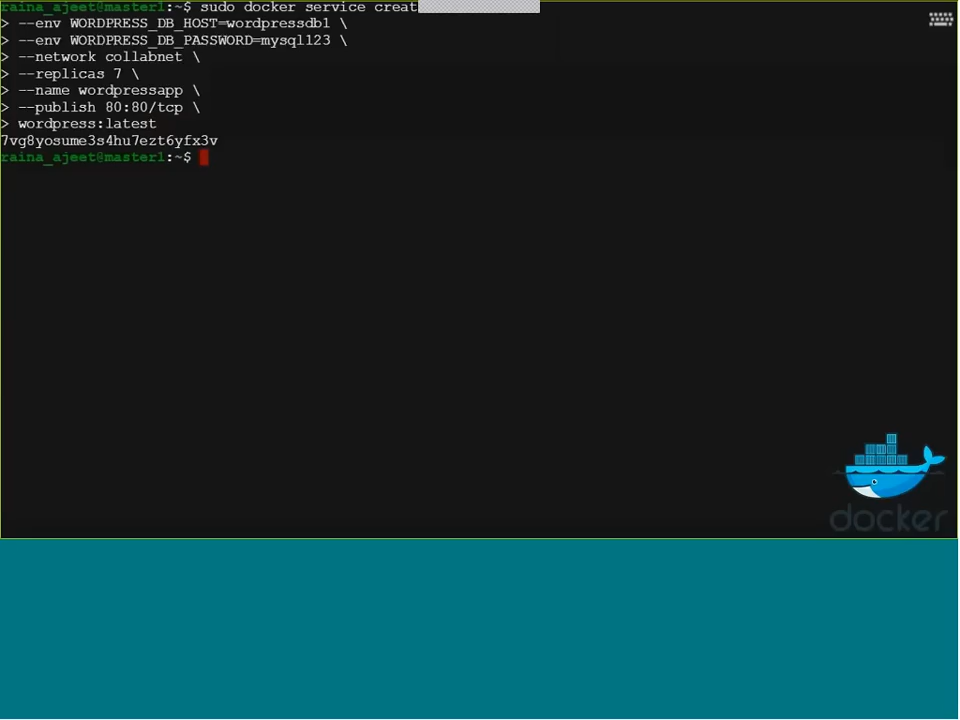 raina_ajeet@master1:~$ sudo docker service creat
> --env WORDPRESS_DB_HOST=wordpressdb1 \
> --env WORDPRESS_DB_PASSWORD=mysql123 \
> --network collabnet \
> --replicas 7 \
> --name wordpressapp \
> --publish 80:80/tcp \
> wordpress:latest
7vg8yosume3s4hu7ezt6yfx3v
raina_ajeet@master1:~$
docker